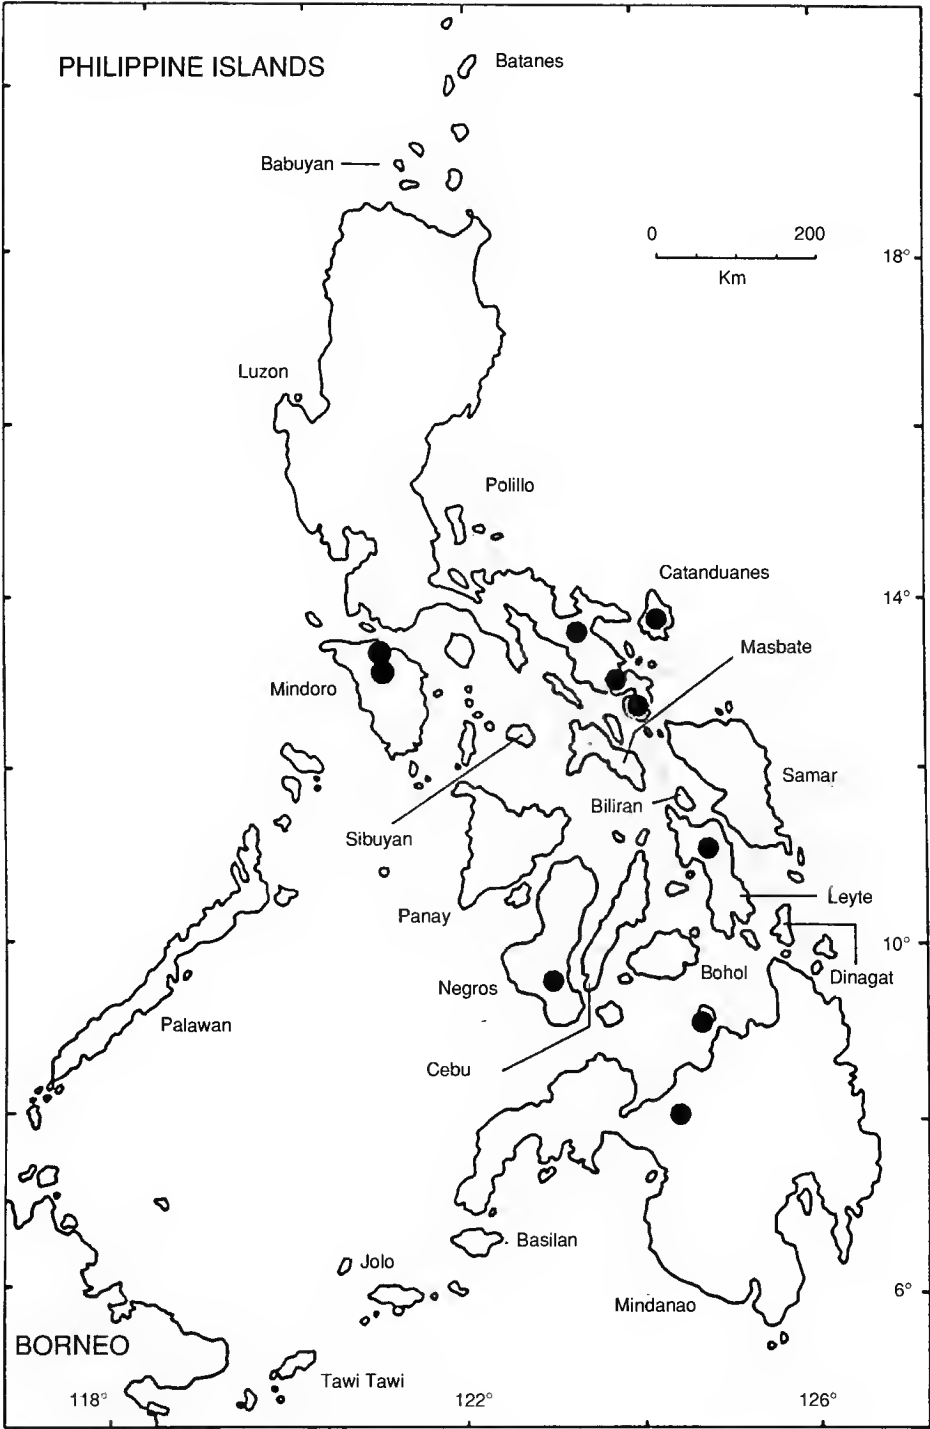 PHILIPPINE ISLANDS
Batanes
Babuyan
0 200
Km
18°
Luzon
Polillo
Catanduanes
14°
Masbate
Mindoro
Samar
Biliran
Sibuyan
Leyte
Panay
10°
Bohol
Dinagat
Negros
Palawan
Cebu
Basilan
Jolo
6°
Mindanao
BORNEO
Tawi Tawi
118° 122° 126°